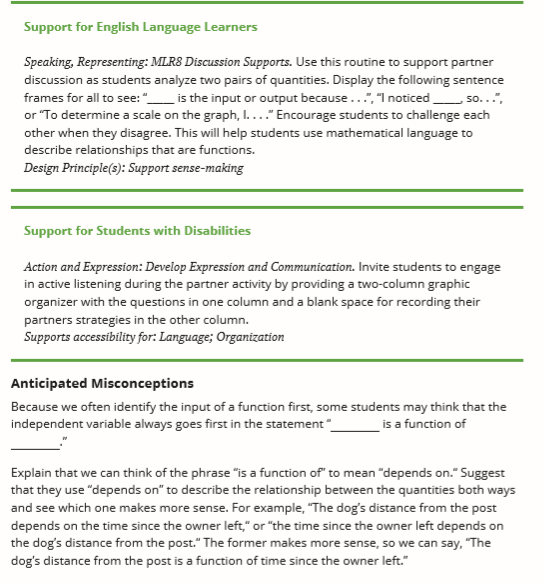 Support for English Language Learners
Speaking, Representing: MLR8 Discussion Supports. Use this routine to support partner
discussion as students analyze two pairs of quantities. Display the following sentence
frames for all to see: “_____ is the input or output because . . .”, “I noticed _____, so. . .”,
or “To determine a scale on the graph, I. . . .” Encourage students to challenge each
other when they disagree. This will help students use mathematical language to
describe relationships that are functions.
Design Principle(s): Support sense-making
Support for Students with Disabilities
Action and Expression: Develop Expression and Communication. Invite students to engage
in active listening during the partner activity by providing a two-column graphic
organizer with the questions in one column and a blank space for recording their
partners strategies in the other column.
Supports accessibility for: Language; Organization
Anticipated Misconceptions
Because we often identify the input of a function first, some students may think that the
independent variable always goes first in the statement “________ is a function of
________.”
Explain that we can think of the phrase “is a function of” to mean “depends on.“ Suggest
that they use “depends on” to describe the relationship between the quantities both ways
and see which one makes more sense. For example, “The dog’s distance from the post
depends on the time since the owner left,“ or “the time since the owner left depends on
the dog’s distance from the post.“ The former makes more sense, so we can say, “The
dog’s distance from the post is a function of time since the owner left.”